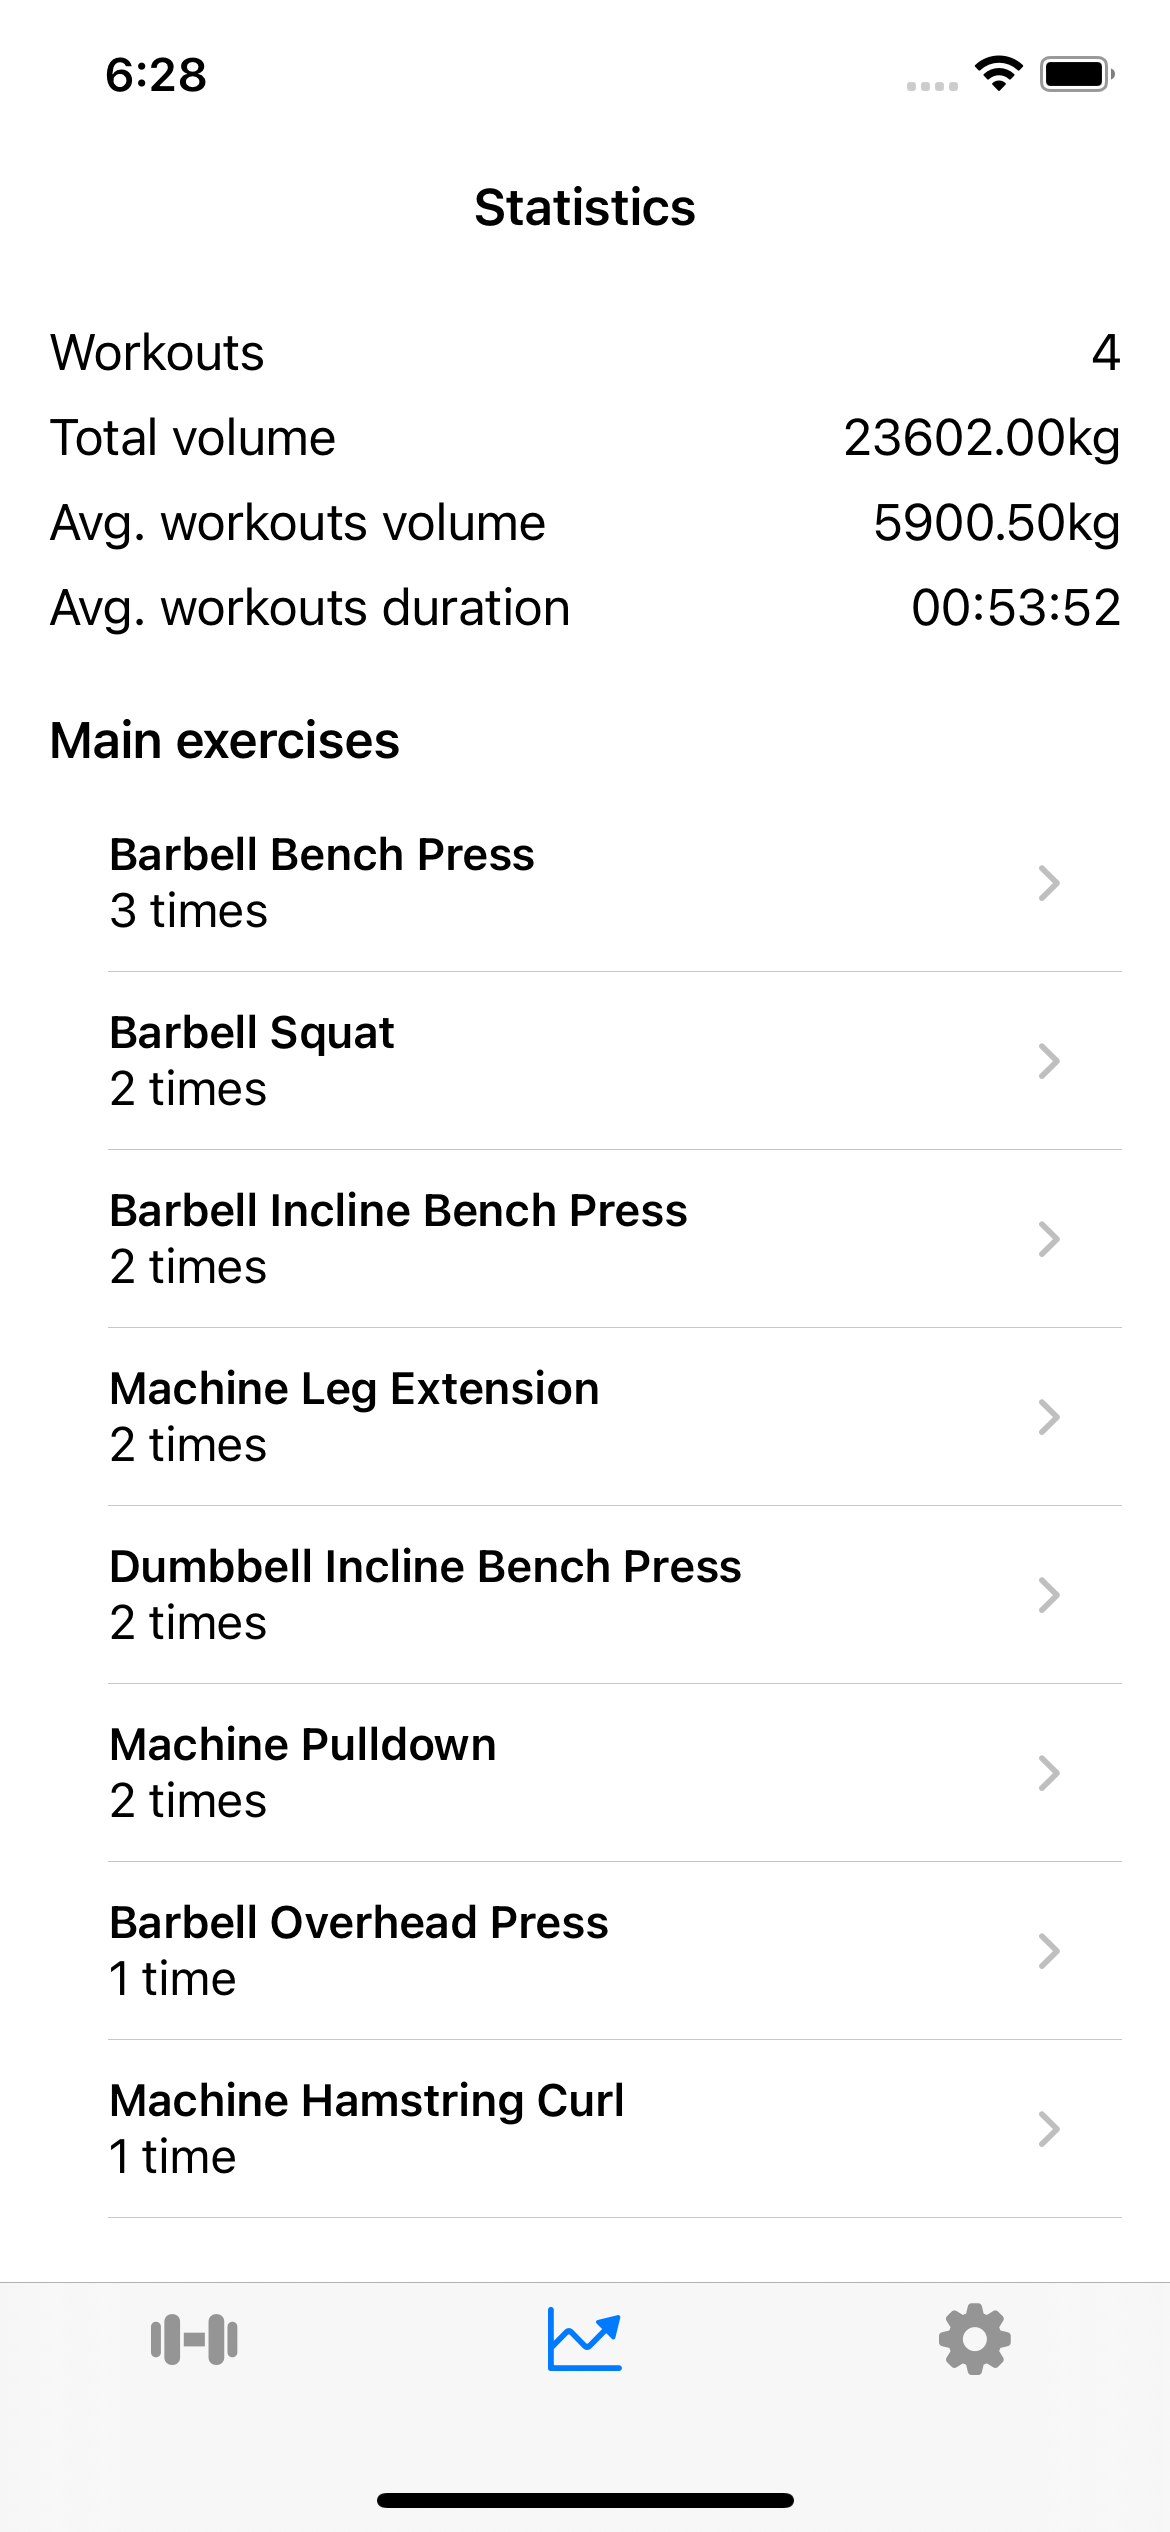 6:28
Statistics
Workouts 4
Total volume 23602.00kg
Avg. workouts volume 5900.50kg
Avg. workouts duration 00:53:52
Main exercises
Barbell Bench Press
3 times
Barbell Squat
2 times
Barbell Incline Bench Press
2 times
Machine Leg Extension
2 times
Dumbbell Incline Bench Press
2 times
Machine Pulldown
2 times
Barbell Overhead Press
1 time
Machine Hamstring Curl
1 time